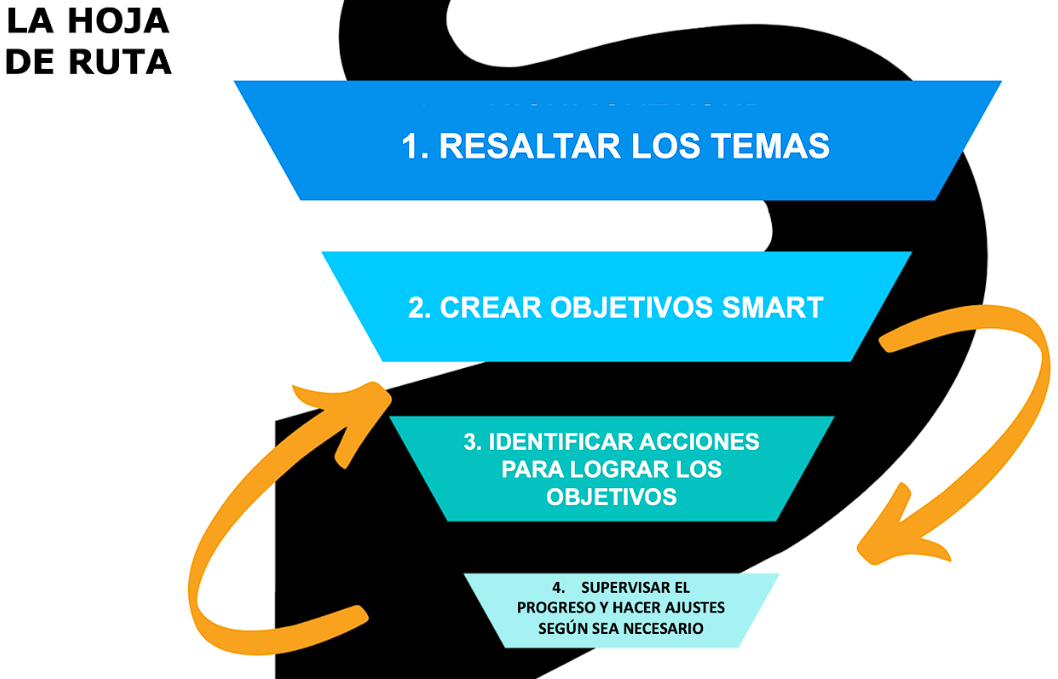 LA HOJA
DE RUTA
1. RESALTAR LOS TEMAS
2. CREAR OBJETIVOS SMART
3. IDENTIFICAR ACCIONES
PARA LOGRAR LOS
OBJETIVOS
4. SUPERVISAR EL
PROGRESO Y HACER AJUSTES
SEGÚN SEA NECESARIO